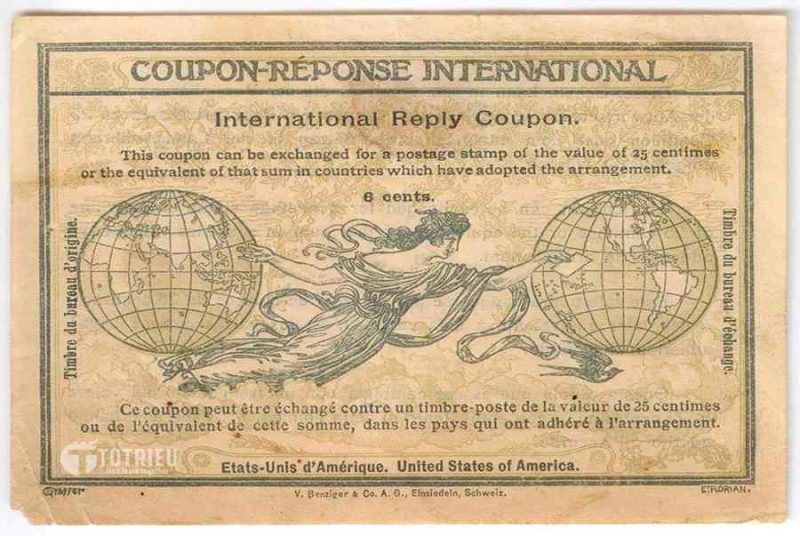 COUPON-RÉPONSE INTERNATIONAL
International Reply Coupon.
This coupon can be exchanged for a postage stamp of the value of 25 centimes
or the equivalent of that sum in countries which have adopted the arrangement.
6 cents.
Timbre du bureau d'origine.
Timbre du bureau d'échange.
Ce coupon peut être échangé contre un timbre-poste de la valeur de 25 centimes
ou de l'équivalent de cette somme, dans les pays qui ont adhéré à l'arrangement.
TOTRIEU
Etats-Unis d'Amérique. United States of America.
Grasset
V. Benziger & Co. A. G., Einsiedeln, Schweiz.
E. FLORIAN.